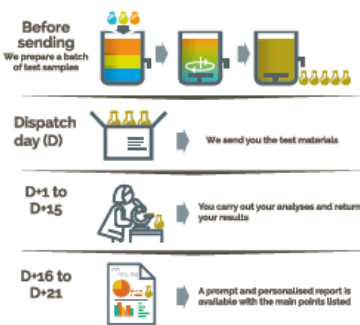 Before
sending
We prepare a batch
of test samples
Dispatch
day (D)
We send you the test materials
D+1 to
D+15
You carry out your analyses and return
your results
D+16 to
D+21
A prompt and personalised report is
available with the main points listed